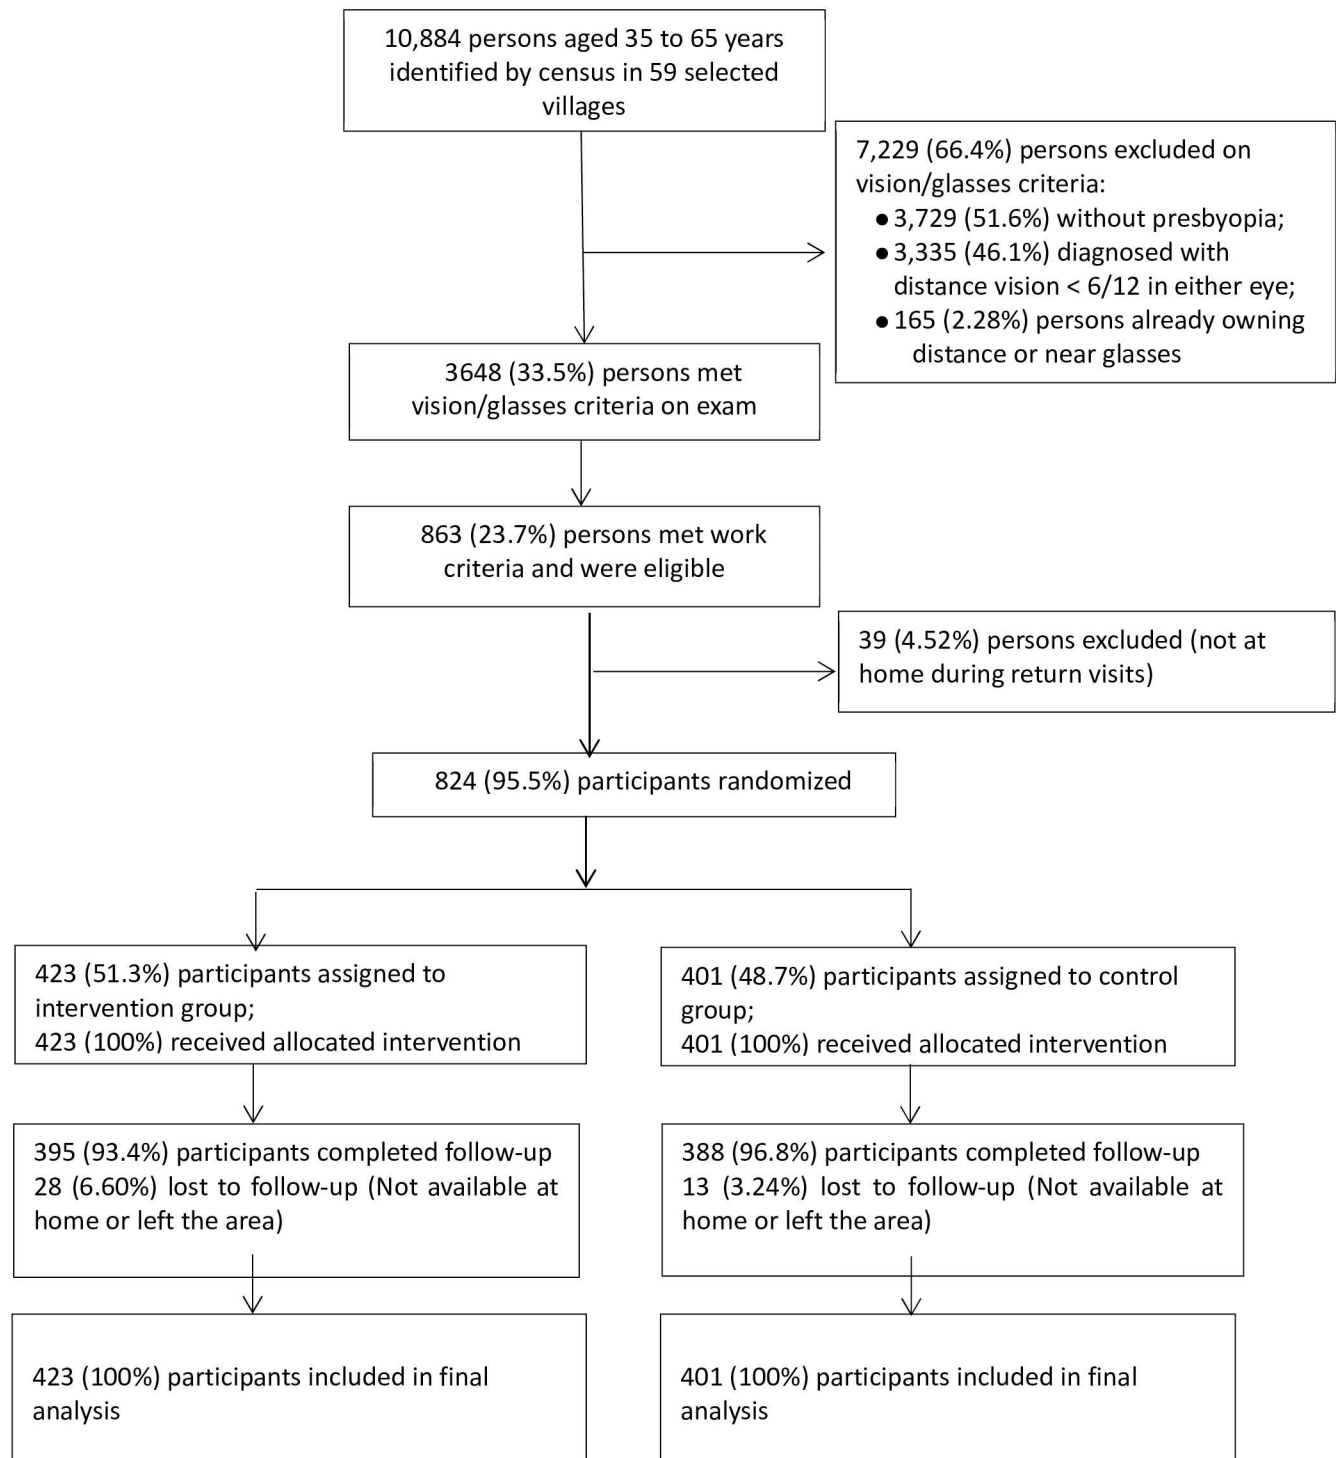 10,884 persons aged 35 to 65 years
identified by census in 59 selected
villages
7,229 (66.4%) persons excluded on
vision/glasses criteria:
● 3,729 (51.6%) without presbyopia;
● 3,335 (46.1%) diagnosed with
distance vision < 6/12 in either eye;
● 165 (2.28%) persons already owning
distance or near glasses
3648 (33.5%) persons met
vision/glasses criteria on exam
863 (23.7%) persons met work
criteria and were eligible
39 (4.52%) persons excluded (not at
home during return visits)
824 (95.5%) participants randomized
423 (51.3%) participants assigned to
intervention group;
423 (100%) received allocated intervention
401 (48.7%) participants assigned to control
group;
401 (100%) received allocated intervention
395 (93.4%) participants completed follow-up
28 (6.60%) lost to follow-up (Not available at
home or left the area)
388 (96.8%) participants completed follow-up
13 (3.24%) lost to follow-up (Not available at
home or left the area)
423 (100%) participants included in final
analysis
401 (100%) participants included in final
analysis